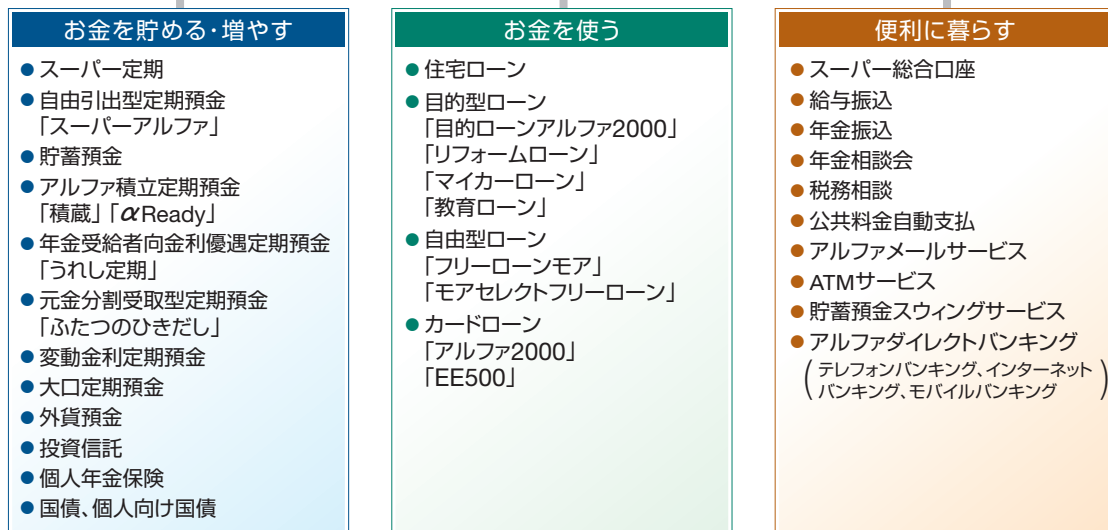 お金を貯める・増やす
●スーパー定期
●自由引出型定期預金
「スーパーアルファ」
●貯蓄預金
●アルファ積立定期預金
「積蔵」「αReady」
●年金受給者向金利優遇定期預金
「うれし定期」
●元金分割受取型定期預金
「ふたつのひきだし」
●変動金利定期預金
●大口定期預金
●外貨預金
●投資信託
●個人年金保険
●国債、個人向け国債
お金を使う
●住宅ローン
●目的型ローン
「目的ローンアルファ2000」
「リフォームローン」
「マイカーローン」
「教育ローン」
●自由型ローン
「フリーローンモア」
「モアセレクトフリーローン」
●カードローン
「アルファ2000」
「EE500」
便利に暮らす
●スーパー総合口座
●給与振込
●年金振込
●年金相談会
●税務相談
●公共料金自動支払
●アルファメールサービス
●ATMサービス
●貯蓄預金スウィングサービス
●アルファダイレクトバンキング
(テレフォンバンキング、インターネット
バンキング、モバイルバンキング)